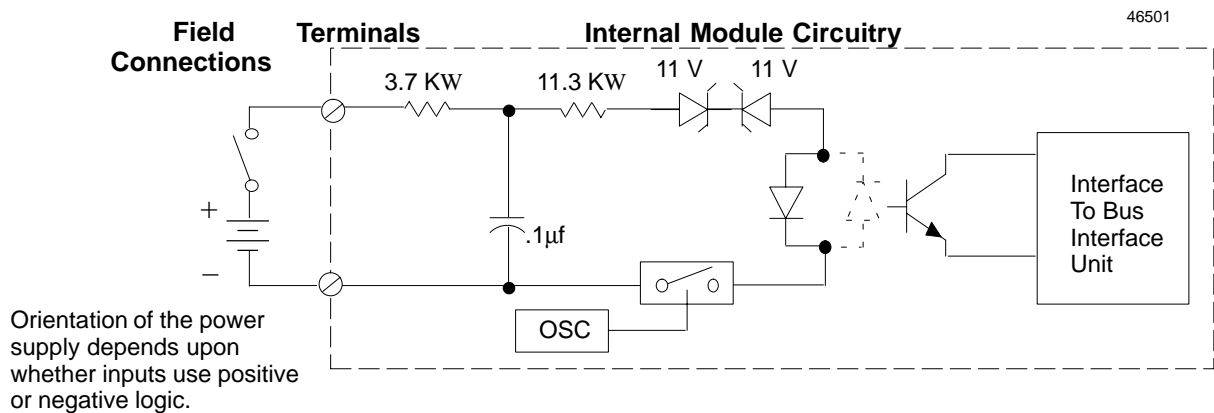 46501
Field
Connections
Terminals
Internal Module Circuitry
3.7 KW
11.3 KW
11 V
11 V
+
−
.1μf
OSC
Interface
To Bus
Interface
Unit
Orientation of the power
supply depends upon
whether inputs use positive
or negative logic.